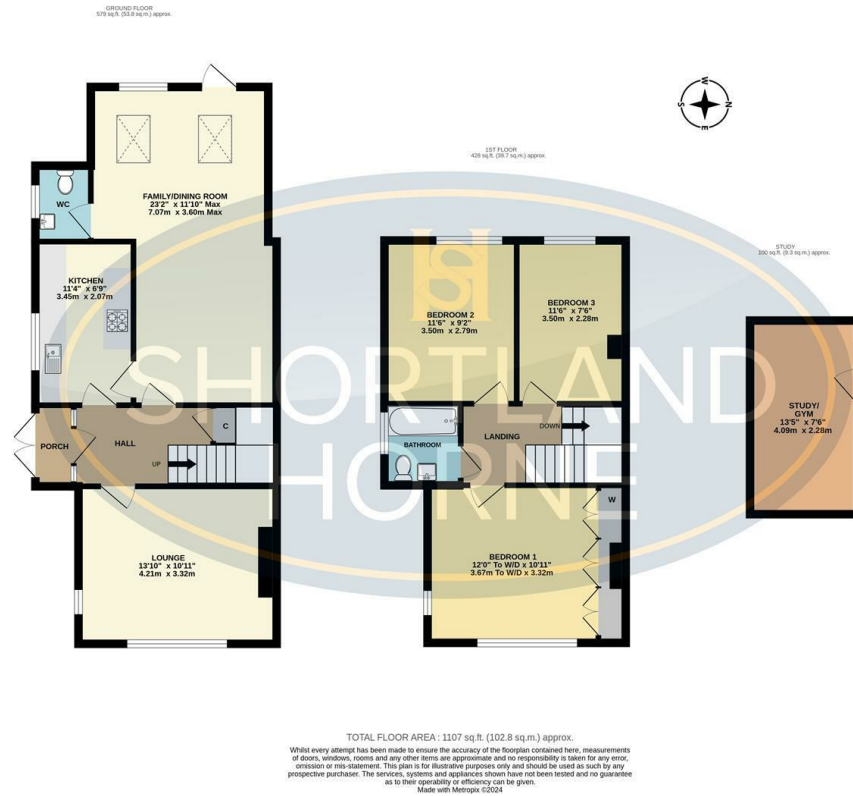 GROUND FLOOR
579 sq.ft. (53.8 sq.m.) approx.
W
S
N
E
1ST FLOOR
428 sq.ft. (39.7 sq.m.) approx.
STUDY
100 sq.ft. (9.3 sq.m.) approx.
FAMILY/DINING ROOM
23'2" x 11'10" Max
7.07m x 3.60m Max
WC
KITCHEN
11'4" x 6'9"
3.45m x 2.07m
BEDROOM 2
11'6" x 9'2"
3.50m x 2.79m
BEDROOM 3
11'6" x 7'6"
3.50m x 2.28m
STUDY/
GYM
13'5" x 7'6"
4.09m x 2.28m
SHORTLAND
HORNE
PORCH
HALL
C
UP
BATHROOM
LANDING
DOWN
LOUNGE
13'10" x 10'11"
4.21m x 3.32m
W
BEDROOM 1
12'0" To W/D x 10'11"
3.67m To W/D x 3.32m
TOTAL FLOOR AREA : 1107 sq.ft. (102.8 sq.m.) approx.
Whilst every attempt has been made to ensure the accuracy of the floorplan contained here, measurements
of doors, windows, rooms and any other items are approximate and no responsibility is taken for any error,
omission or mis-statement. This plan is for illustrative purposes only and should be used as such by any
prospective purchaser. The services, systems and appliances shown have not been tested and no guarantee
as to their operability or efficiency can be given.
Made with Metropix ©2024